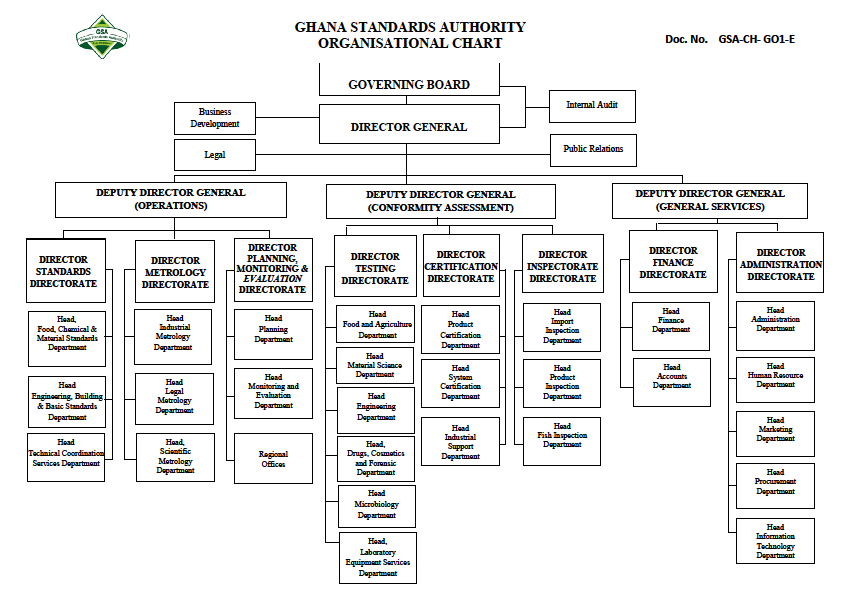 GSA
GHANA STANDARDS AUTHORITY
ORGANISATIONAL CHART
Doc. No. GSA-CH- GO1-E
GOVERNING BOARD
Business
Development
Internal Audit
DIRECTOR GENERAL
Legal
Public Relations
DEPUTY DIRECTOR GENERAL
(OPERATIONS)
DEPUTY DIRECTOR GENERAL
(CONFORMITY ASSESSMENT)
DEPUTY DIRECTOR GENERAL
(GENERAL SERVICES)
DIRECTOR
STANDARDS
DIRECTORATE
Head,
Food, Chemical &
Material Standards
Department
Head
Engineering, Building
& Basic Standards
Department
Head
Technical Coordination
Services Department
DIRECTOR
METROLOGY
DIRECTORATE
Head
Industrial
Metrology
Department
Head
Legal
Metrology
Department
Head,
Scientific
Metrology
Department
DIRECTOR
PLANNING,
MONITORING &
EVALUATION
DIRECTORATE
Head
Planning
Department
Head
Monitoring and
Evaluation
Department
Regional
Offices
DIRECTOR
TESTING
DIRECTORATE
Head
Food and Agriculture
Department
Head
Material Science
Department
Head
Engineering
Department
Head,
Drugs, Cosmetics
and Forensic
Department
Head
Microbiology
Department
Head,
Laboratory
Equipment Services
Department
DIRECTOR
CERTIFICATION
DIRECTORATE
Head
Product
Certification
Department
Head
System
Certification
Department
Head
Industrial
Support
Department
DIRECTOR
INSPECTORATE
DIRECTORATE
Head
Import
Inspection
Department
Head
Product
Inspection
Department
Head
Fish Inspection
Department
DIRECTOR
FINANCE
DIRECTORATE
Head
Finance
Department
Head
Accounts
Department
DIRECTOR
ADMINISTRATION
DIRECTORATE
Head
Administration
Department
Head
Human Resource
Department
Head
Marketing
Department
Head
Procurement
Department
Head
Information
Technology
Department